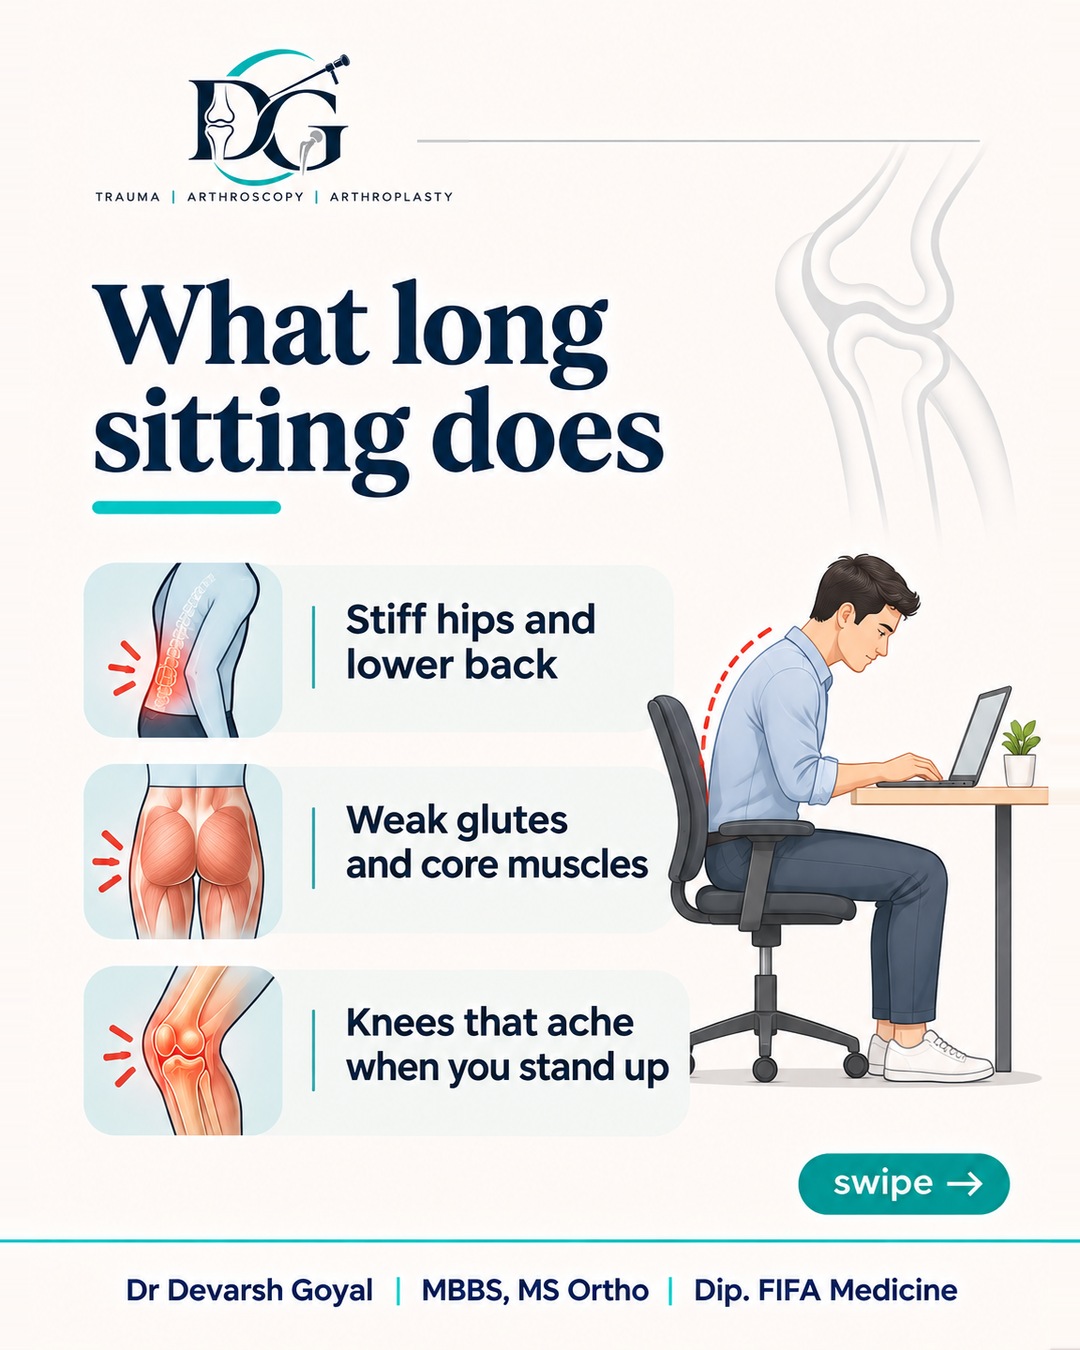 DG
TRAUMA | ARTHROSCOPY | ARTHROPLASTY
What long
sitting does
Stiff hips and
lower back
Weak glutes
and core muscles
Knees that ache
when you stand up
swipe →
Dr Devarsh Goyal | MBBS, MS Ortho | Dip. FIFA Medicine